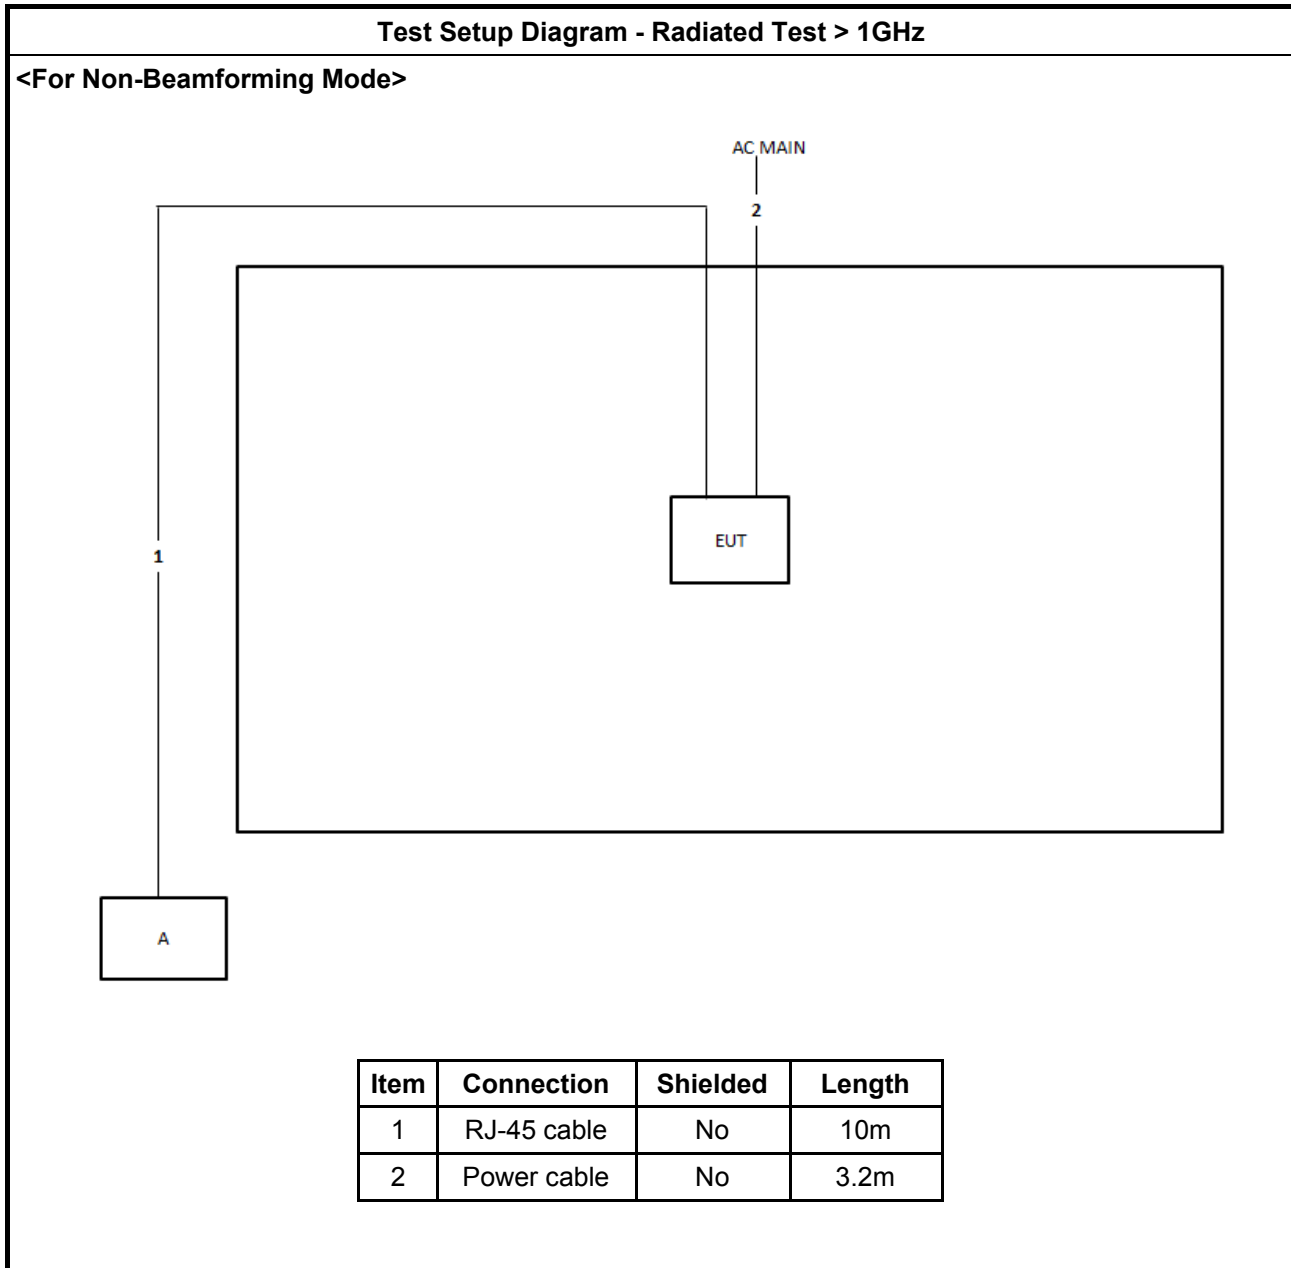 Test Setup Diagram - Radiated Test > 1GHz
<For Non-Beamforming Mode>
AC MAIN
2
1
EUT
A
Item Connection Shielded Length
1 RJ-45 cable No 10m
2 Power cable No 3.2m